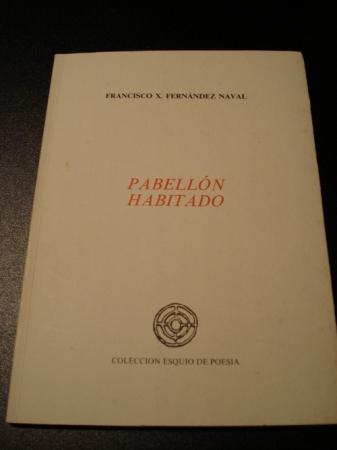 FRANCISCO X. FERNÁNDEZ NAVAL
PABELLÓN
HABITADO
COLECCION ESQUIO DE POESIA